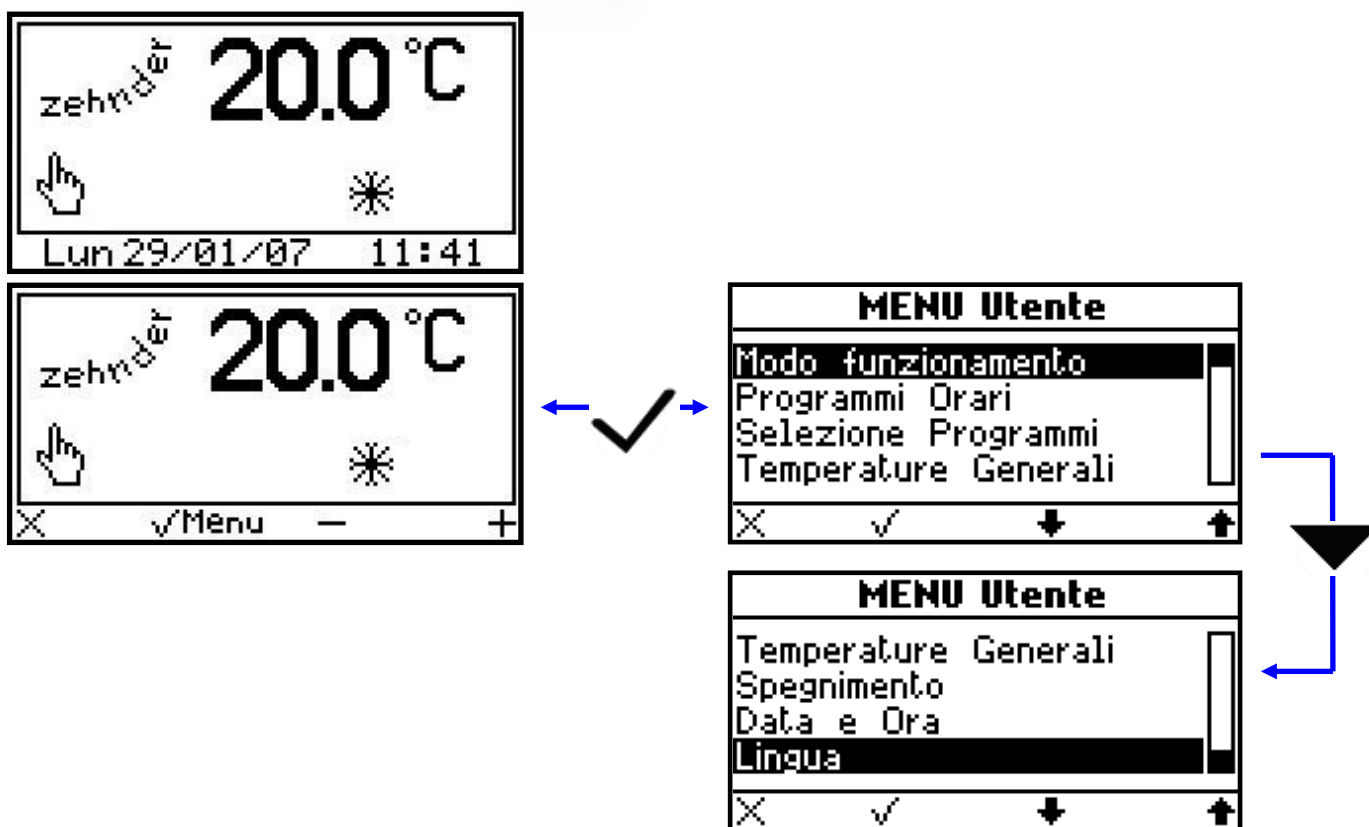 zehnder 20.0 °C
Lun 29/01/07 11:41
zehnder 20.0 °C
Menu − +
MENU Utente
Modo funzionamento
Programmi Orari
Selezione Programmi
Temperature Generali
MENU Utente
Temperature Generali
Spegnimento
Data e Ora
Lingua